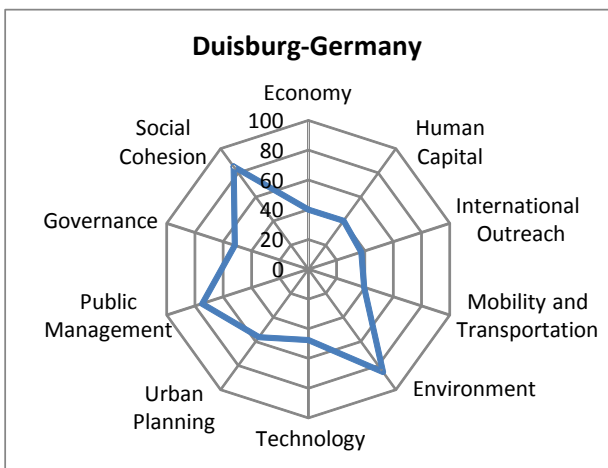 Duisburg-Germany
Economy
Human
Capital
International
Outreach
Mobility and
Transportation
Environment
Technology
Urban
Planning
Public
Management
Governance
Social
Cohesion
100
80
60
40
20
0